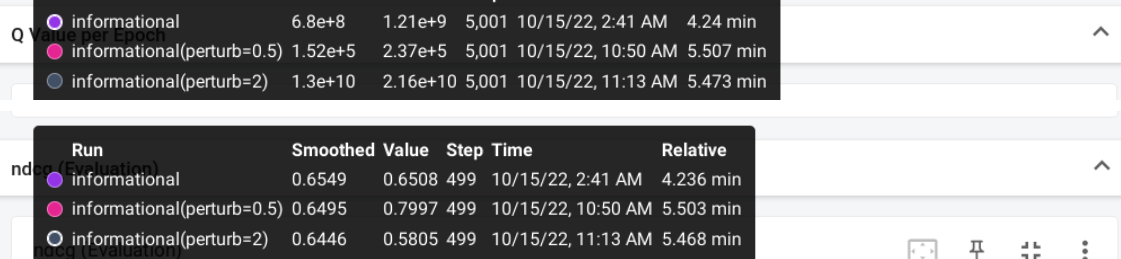 informational 6.8e+8 1.21e+9 5,001 10/15/22, 2:41 AM 4.24 min
Q Value per Epoch
informational(perturb=0.5) 1.52e+5 2.37e+5 5,001 10/15/22, 10:50 AM 5.507 min
informational(perturb=2) 1.3e+10 2.16e+10 5,001 10/15/22, 11:13 AM 5.473 min
Run Smoothed Value Step Time Relative
ndcg (Evaluation)
informational 0.6549 0.6508 499 10/15/22, 2:41 AM 4.236 min
informational(perturb=0.5) 0.6495 0.7997 499 10/15/22, 10:50 AM 5.503 min
informational(perturb=2) 0.6446 0.5805 499 10/15/22, 11:13 AM 5.468 min
ndcg (Evaluation)